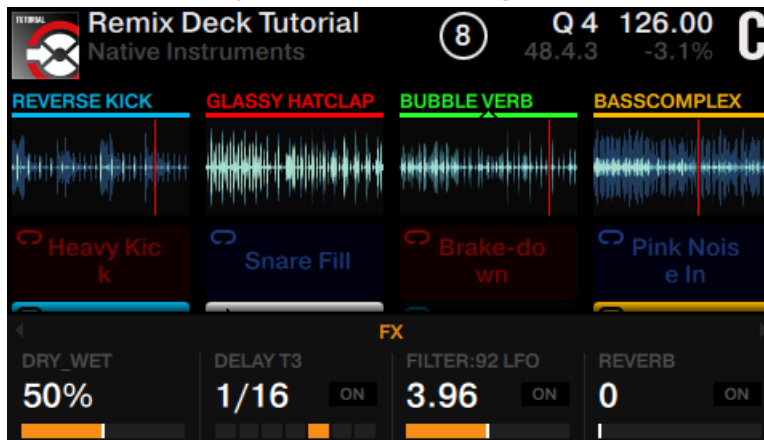 Remix Deck Tutorial
Native Instruments
8
Q 4
48.4.3
126.00
-3.1%
C
REVERSE KICK
GLASSY HATCLAP
BUBBLE VERB
BASSCOMPLEX
Heavy Kic
k
Snare Fill
Brake-do
wn
Pink Nois
e In
FX
DRY_WET
50%
DELAY T3
1/16 ON
FILTER:92 LFO
3.96 ON
REVERB
0 ON